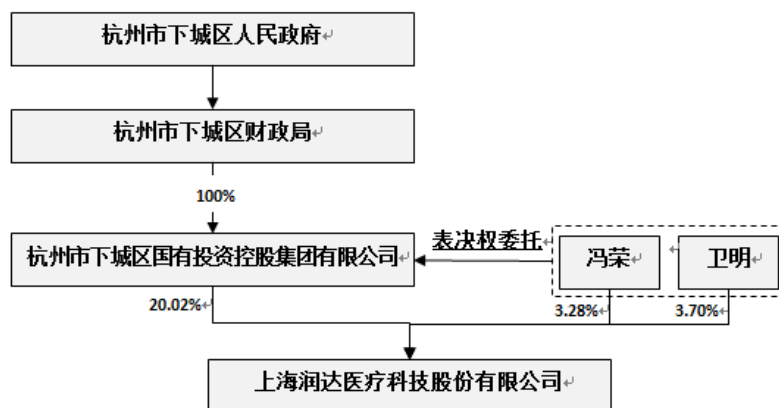 杭州市下城区人民政府
杭州市下城区财政局
100%
杭州市下城区国有投资控股集团有限公司
表决权委托
冯荣
卫明
20.02%
3.28%
3.70%
上海润达医疗科技股份有限公司